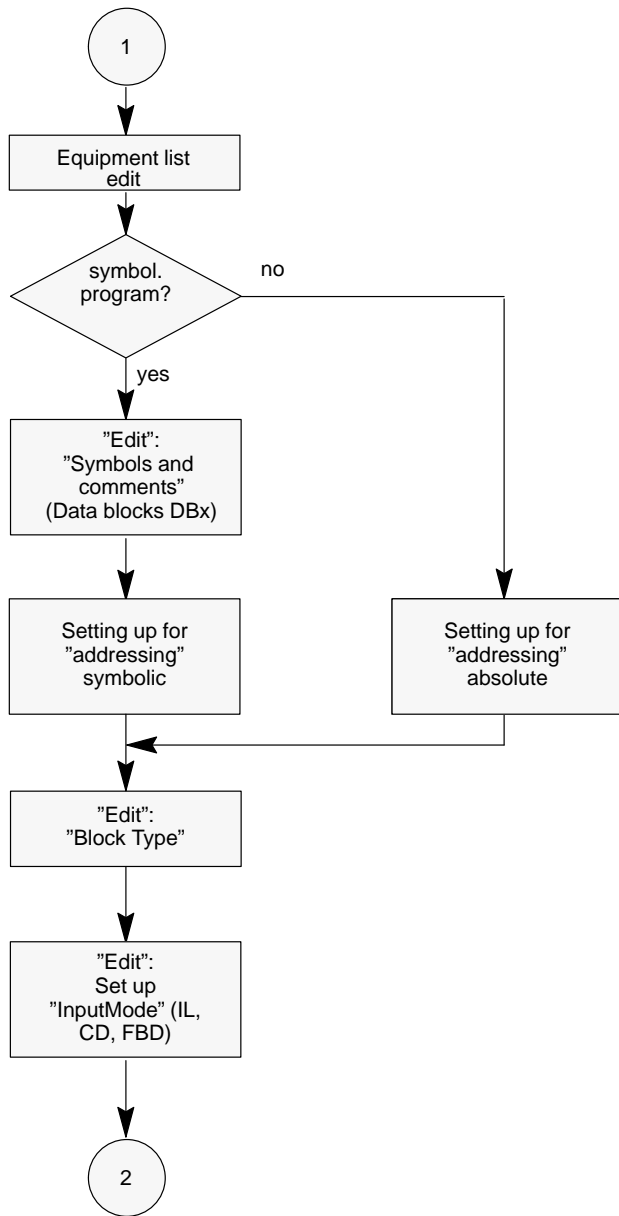 1
Equipment list
edit
symbol.
program?
no
yes
”Edit”:
”Symbols and
comments”
(Data blocks DBx)
Setting up for
”addressing”
symbolic
Setting up for
”addressing”
absolute
”Edit”:
”Block Type”
”Edit”:
Set up
”InputMode” (IL,
CD, FBD)
2